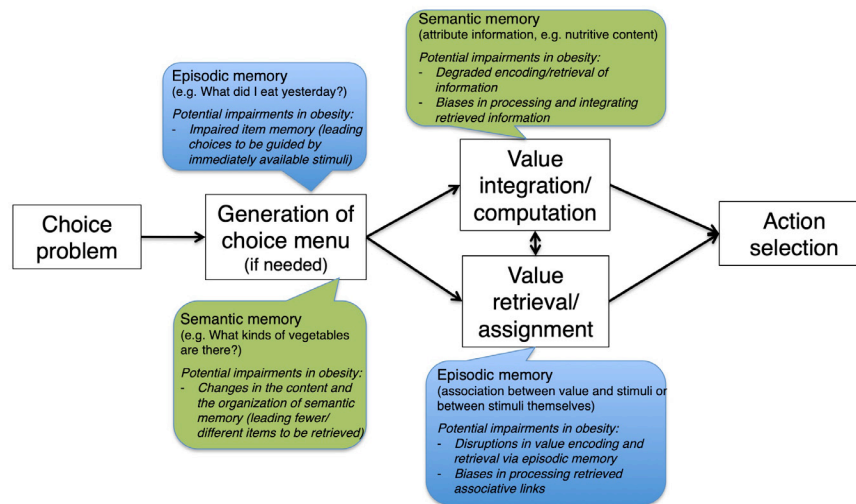 Semantic memory
(attribute information, e.g. nutritive content)
Potential impairments in obesity:
- Degraded encoding/retrieval of
information
- Biases in processing and integrating
retrieved information
Episodic memory
(e.g. What did I eat yesterday?)
Potential impairments in obesity:
- Impaired item memory (leading
choices to be guided by
immediately available stimuli)
Choice
problem
Generation of
choice menu
(if needed)
Value
integration/
computation
Value
retrieval/
assignment
Action
selection
Semantic memory
(e.g. What kinds of vegetables
are there?)
Potential impairments in obesity:
- Changes in the content and
the organization of semantic
memory (leading fewer/
different items to be retrieved)
Episodic memory
(association between value and stimuli or
between stimuli themselves)
Potential impairments in obesity:
- Disruptions in value encoding and
retrieval via episodic memory
- Biases in processing retrieved
associative links